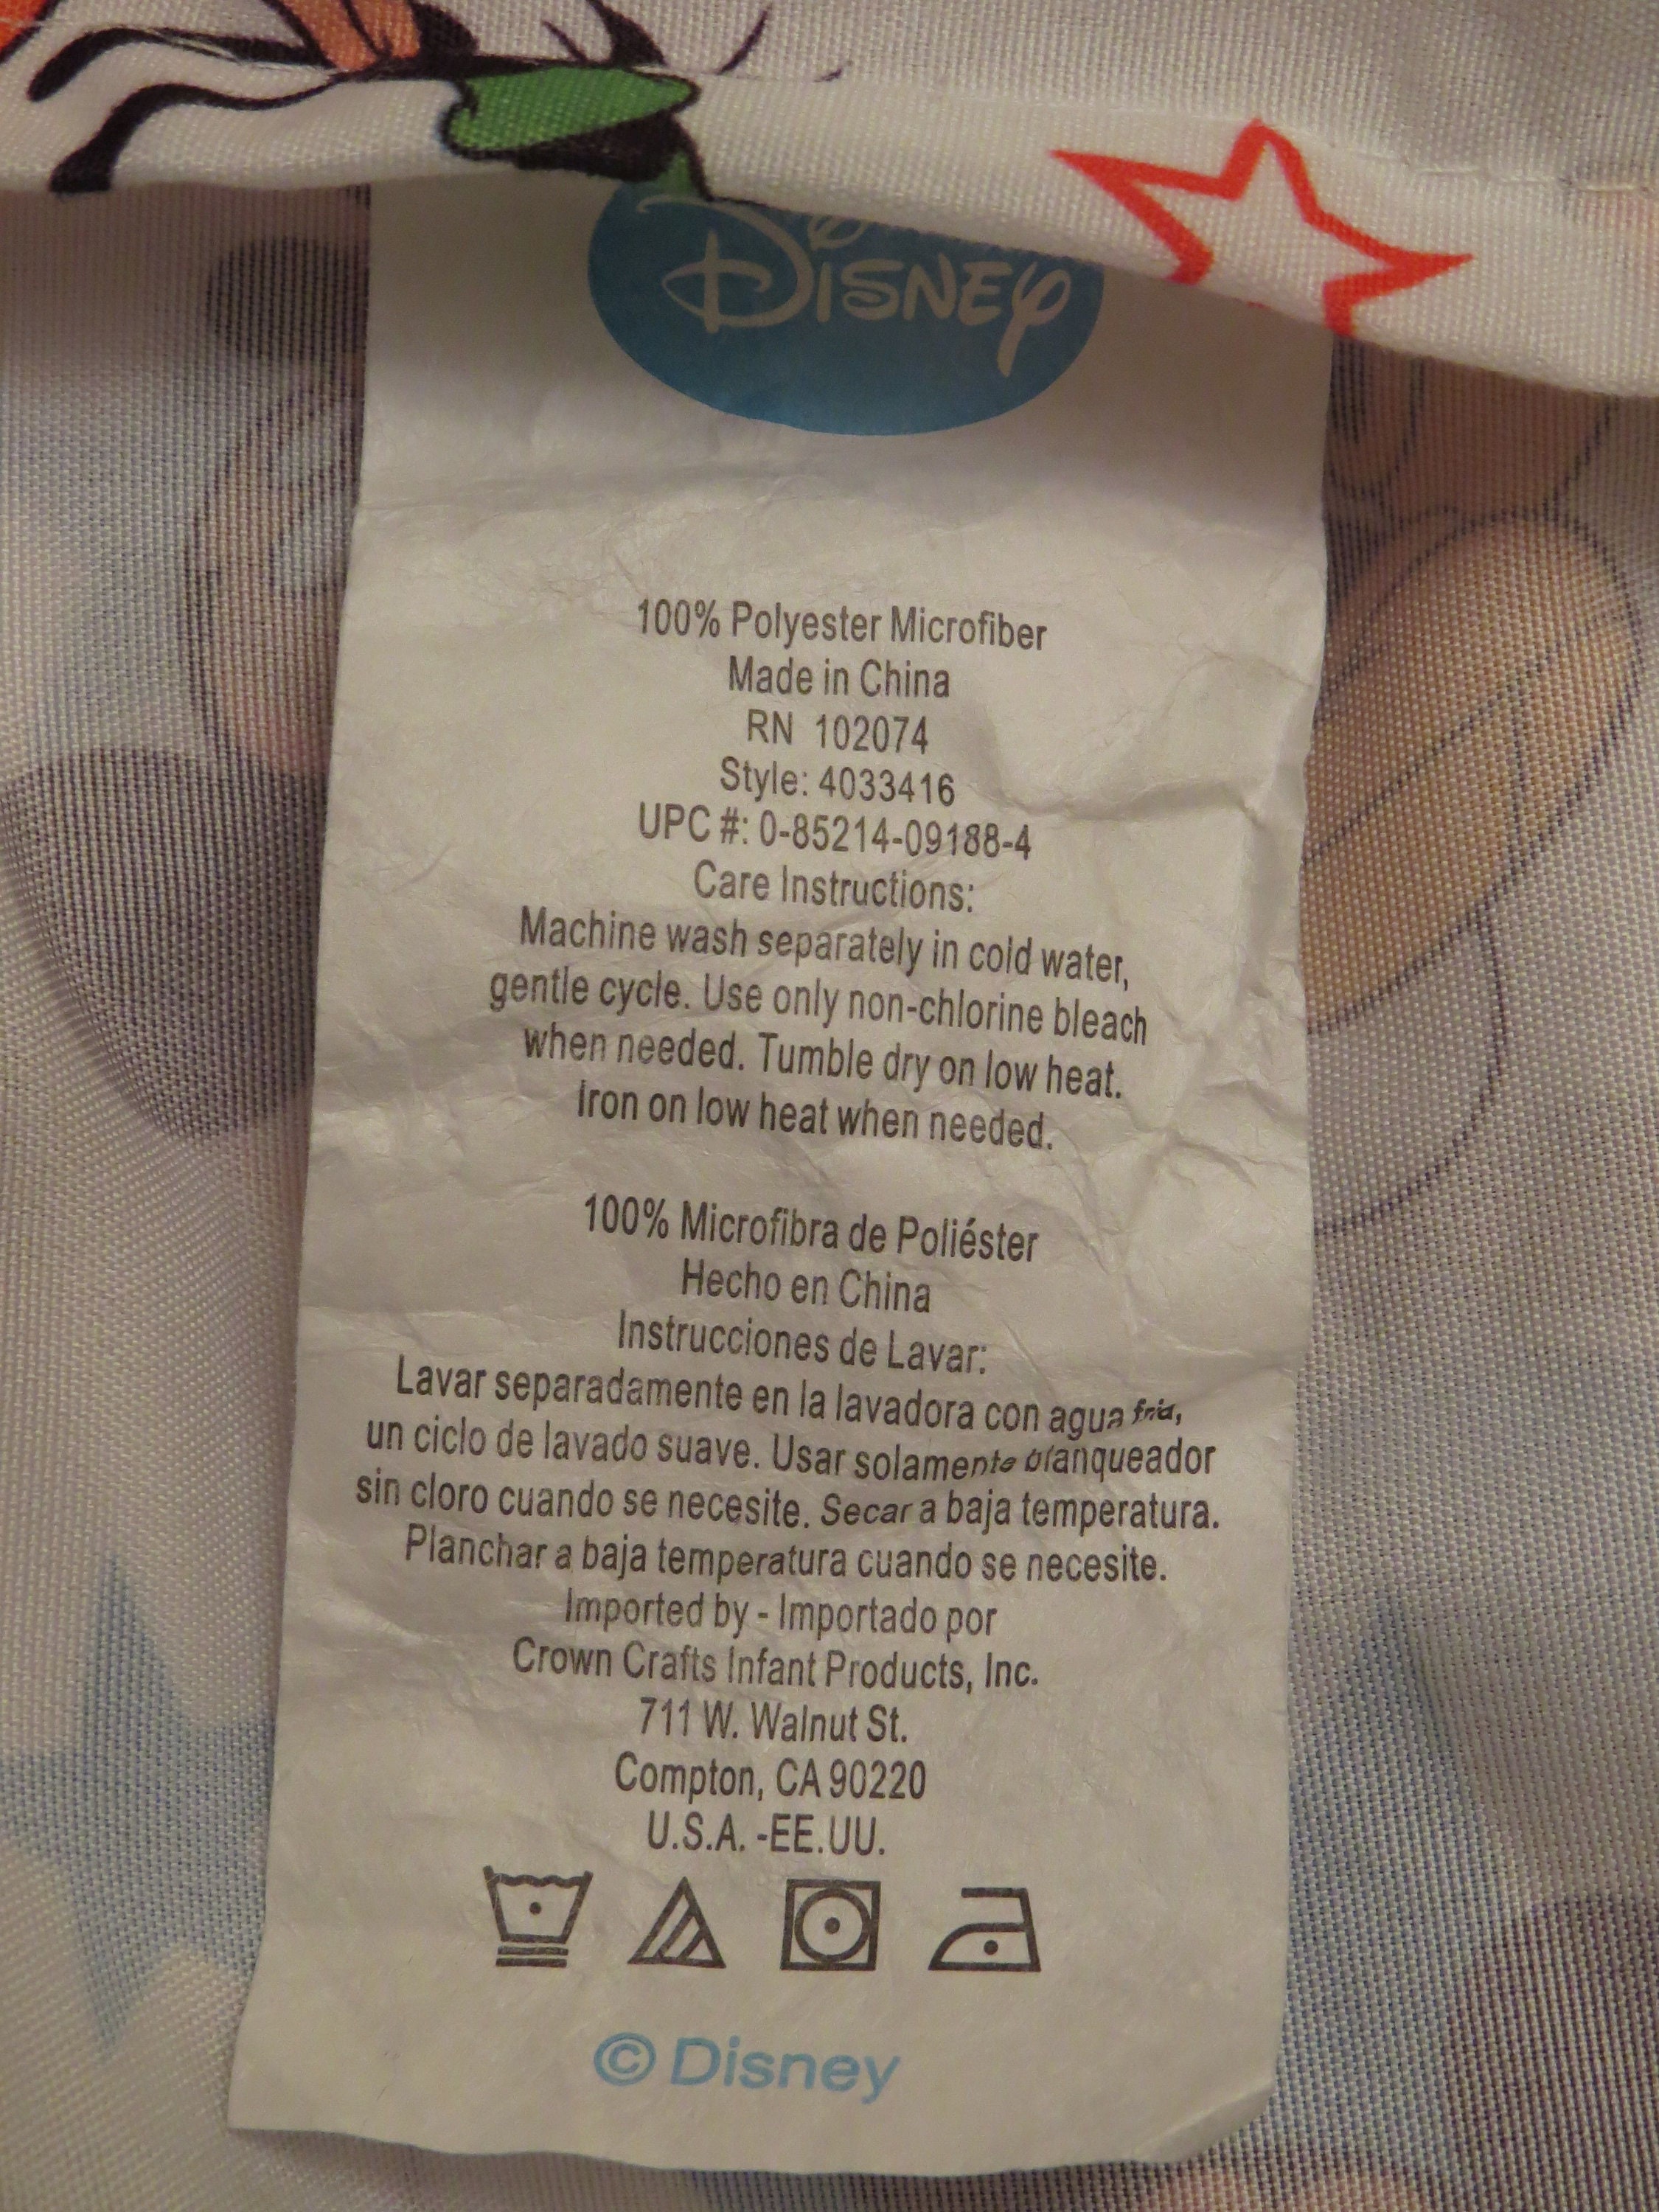 DISNEY
100% Polyester Microfiber
Made in China
RN 102074
Style: 4033416
UPC #: 0-85214-09188-4
Care Instructions:
Machine wash separately in cold water,
gentle cycle. Use only non-chlorine bleach
when needed. Tumble dry on low heat.
Iron on low heat when needed.
100% Microfibra de Poliéster
Hecho en China
Instrucciones de Lavar:
Lavar separadamente en la lavadora con agua fria,
un ciclo de lavado suave. Usar solamente blanqueador
sin cloro cuando se necesite. Secar a baja temperatura.
Planchar a baja temperatura cuando se necesite.
Imported by - Importado por
Crown Crafts Infant Products, Inc.
711 W. Walnut St.
Compton, CA 90220
U.S.A. -EE.UU.
© Disney